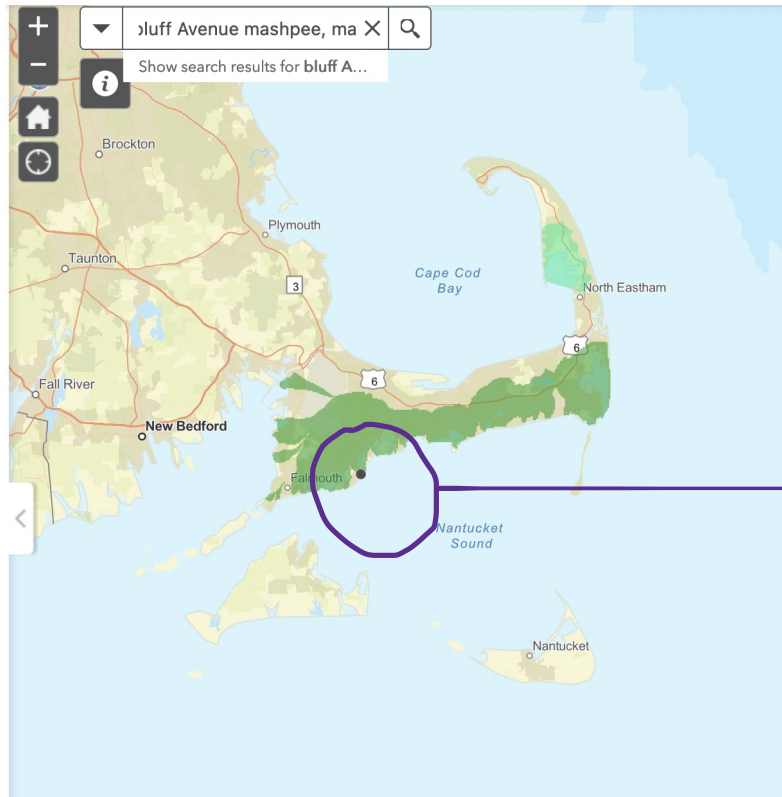 +
bluff Avenue mashpee, ma
−
Show search results for bluff A...
i
Brockton
Plymouth
Taunton
Cape Cod
Bay
3
North Eastham
6
6
Fall River
New Bedford
Falmouth
Nantucket
Sound
Nantucket